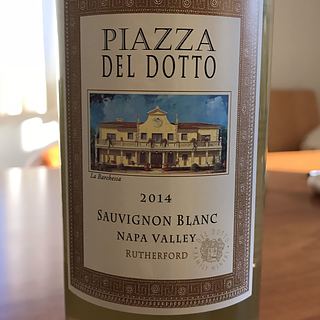 PIAZZA
DEL DOTTO
La Barchessa
2014
SAUVIGNON BLANC
NAPA VALLEY
RUTHERFORD